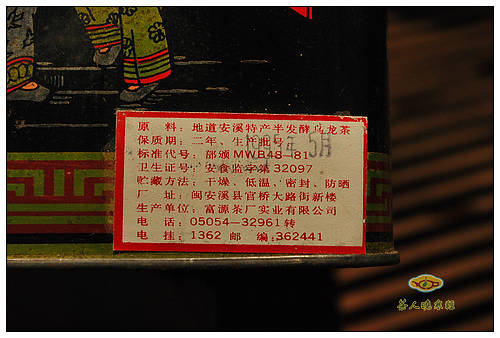 原 料: 地道安溪特产半发酵乌龙茶
保质期: 二年、生产批号 5月
标准代号: 部颁MWB48-81
卫生证号: 安食监字第32097
贮藏方法: 干燥、低温、密封、防晒
厂 址: 闽安溪县官桥大路街新楼
生产单位: 富源茶厂实业有限公司
电 话: 05054-32961转
电 挂: 1362 邮 编:362441